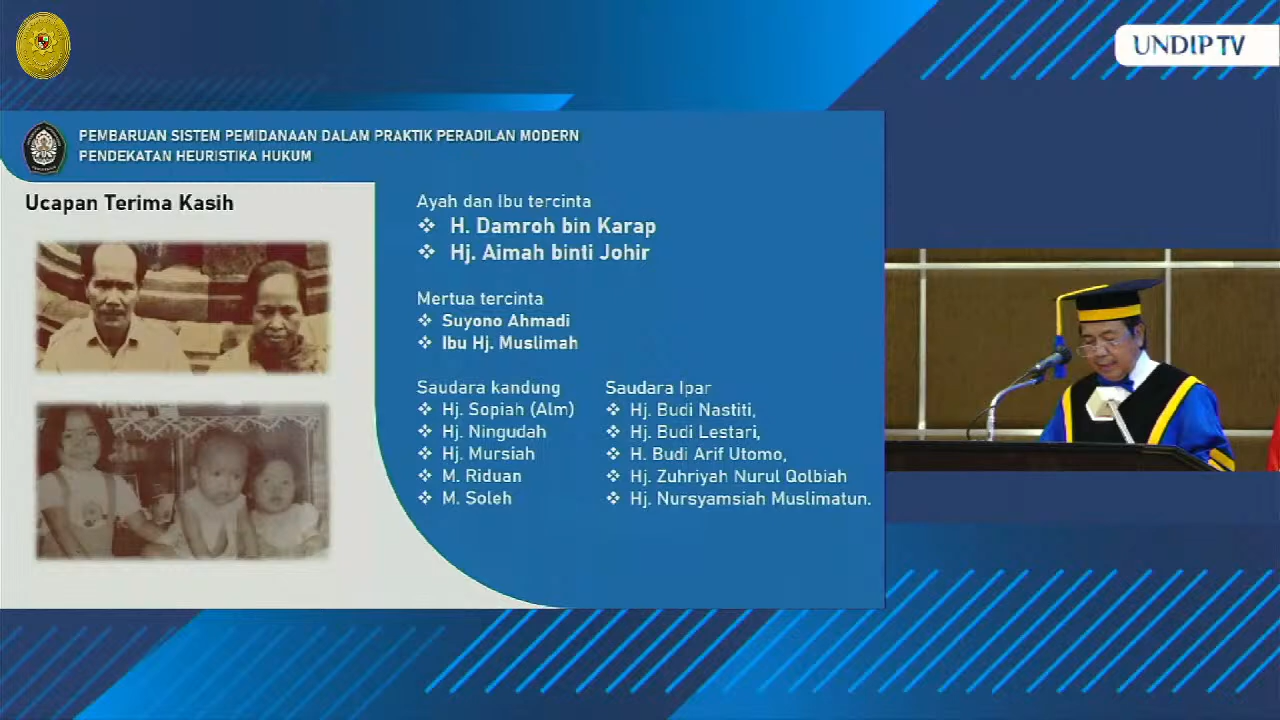 UNDIP TV
PEMBARUAN SISTEM PEMIDANAAN DALAM PRAKTIK PERADILAN MODERN
PENDEKATAN HEURISTIKA HUKUM
Ucapan Terima Kasih
Ayah dan Ibu tercinta
❖ H. Damroh bin Karap
❖ Hj. Aimah binti Johir
Mertua tercinta
❖ Suyono Ahmadi
❖ Ibu Hj. Muslimah
Saudara kandung
❖ Hj. Sopiah (Alm)
❖ Hj. Ningudah
❖ Hj. Mursiah
❖ M. Riduan
❖ M. Soleh
Saudara Ipar
❖ Hj. Budi Nastiti,
❖ Hj. Budi Lestari,
❖ H. Budi Arif Utomo,
❖ Hj. Zuhriyah Nurul Qolbiah
❖ Hj. Nursyamsiah Muslimatun.